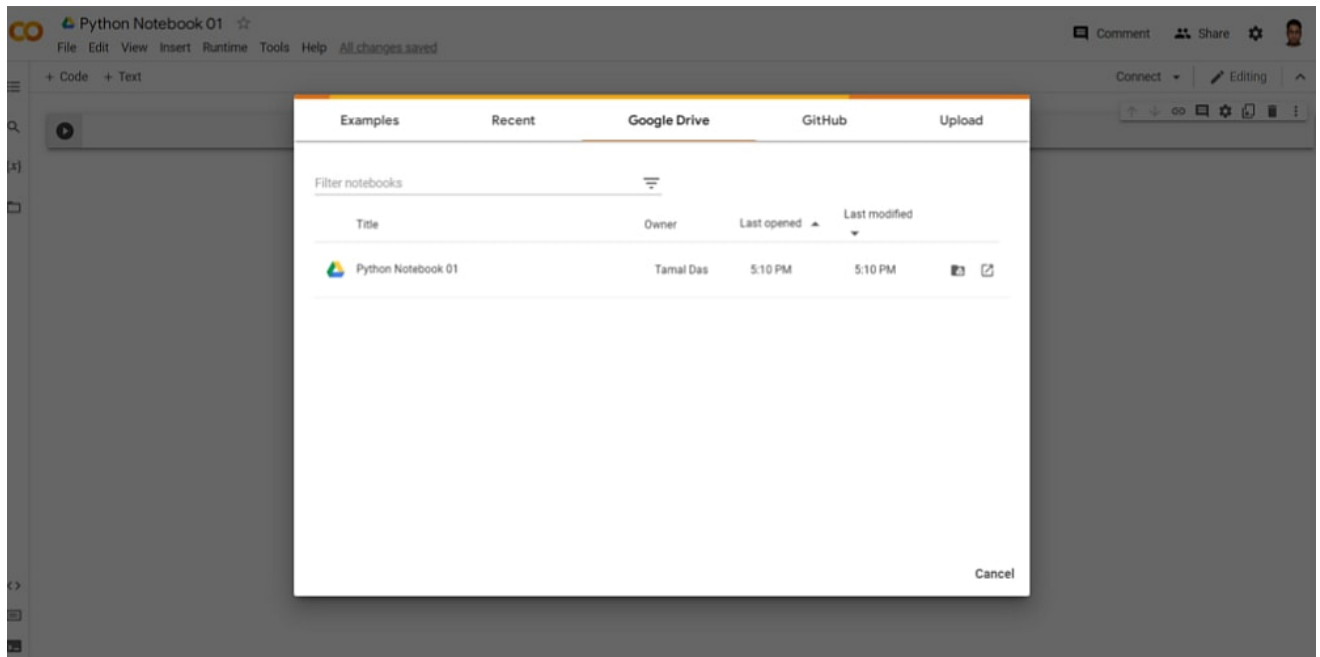 Python Notebook 01
File Edit View Insert Runtime Tools Help All changes saved
Comment Share
+ Code + Text
Connect Editing
Examples Recent Google Drive GitHub Upload
Filter notebooks
Title Owner Last opened Last modified
Python Notebook 01 Tamal Das 5:10 PM 5:10 PM
Cancel